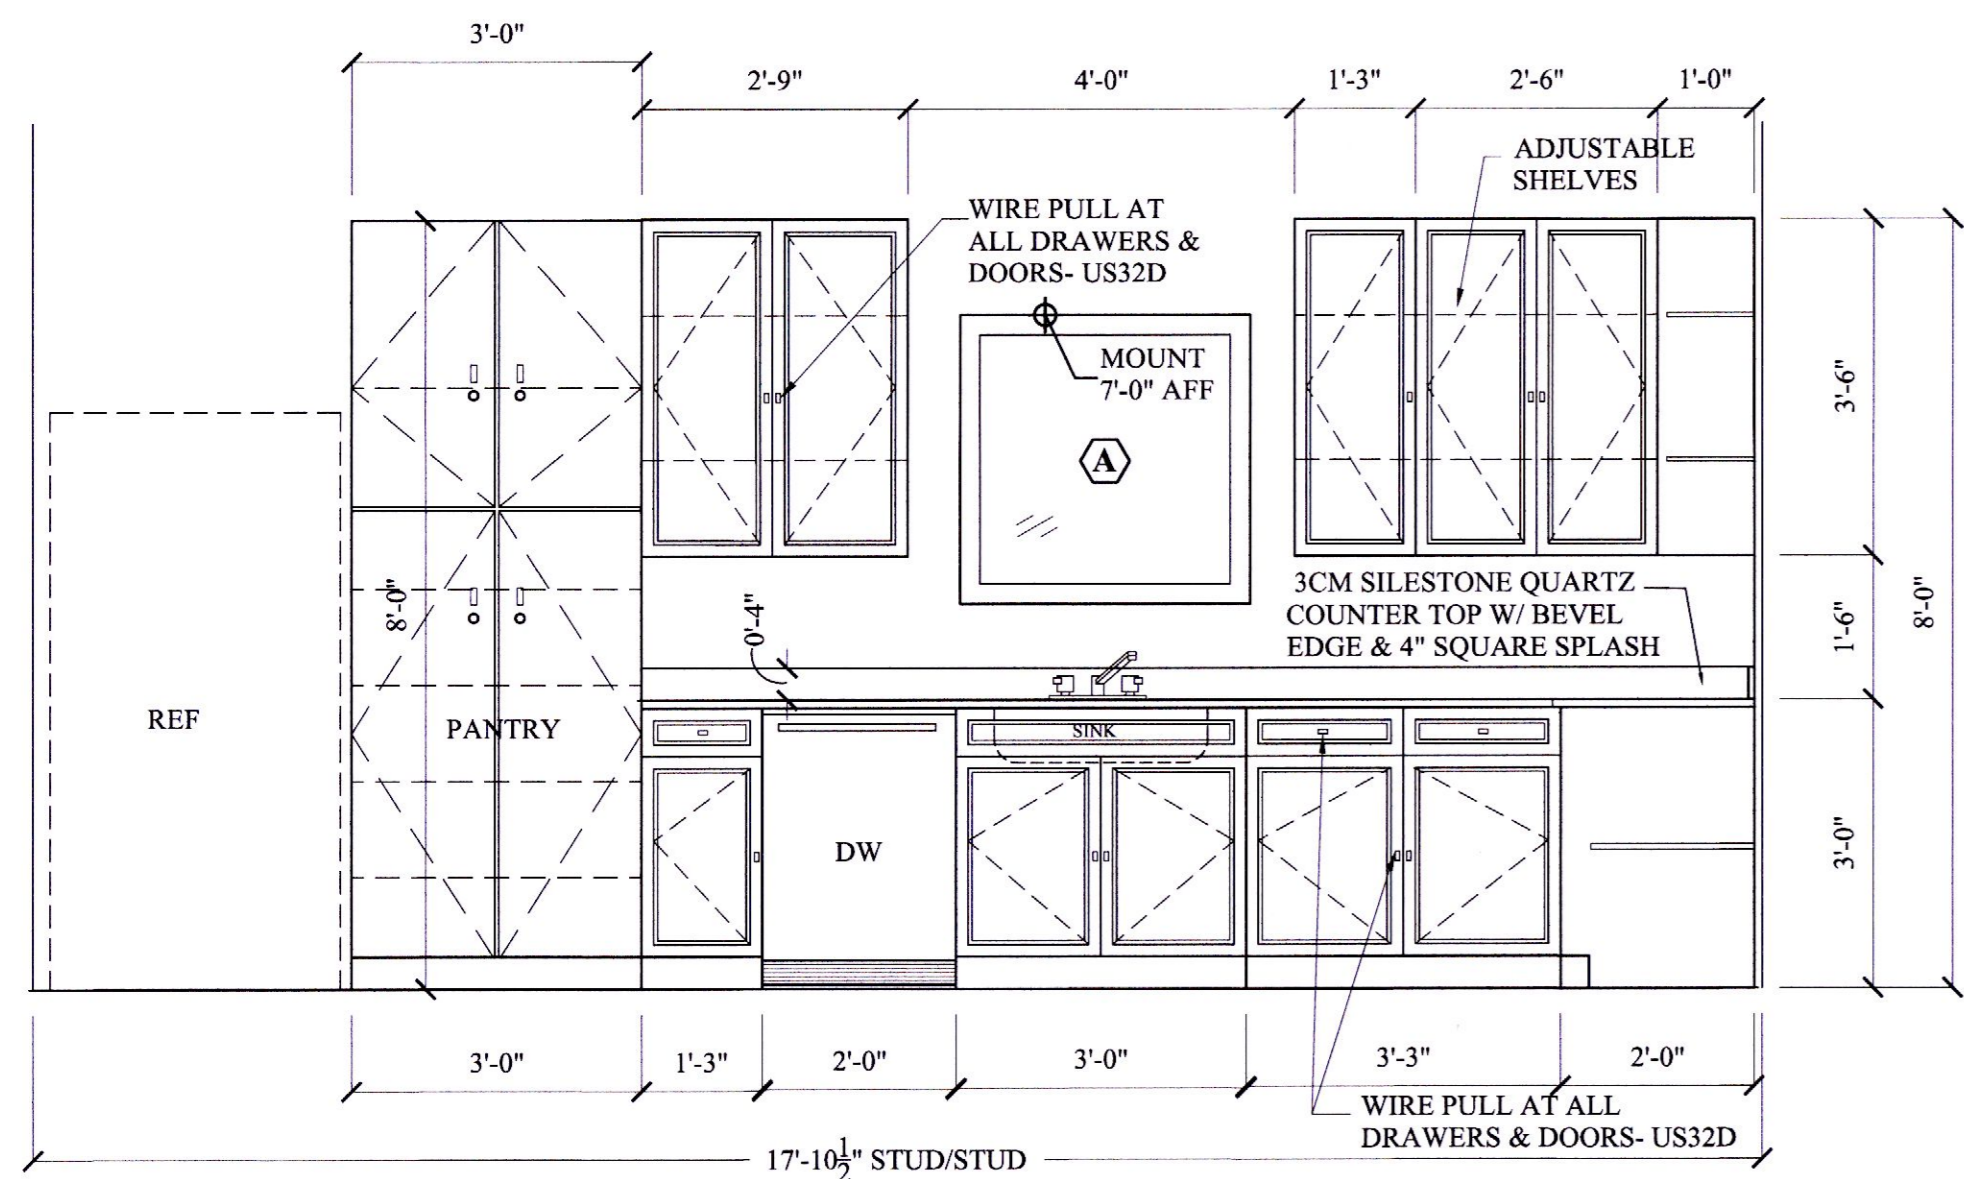 3'-0"
2'-9"
4'-0"
1'-3"
2'-6"
1'-0"
ADJUSTABLE
SHELVES
WIRE PULL AT
ALL DRAWERS &
DOORS- US32D
MOUNT
7'-0" AFF
A
3'-6"
8'-0"
0'-4"
3CM SILESTONE QUARTZ
COUNTER TOP W/ BEVEL
EDGE & 4" SQUARE SPLASH
1'-6"
8'-0"
REF
PANTRY
SINK
DW
3'-0"
3'-0"
1'-3"
2'-0"
3'-0"
3'-3"
2'-0"
WIRE PULL AT ALL
DRAWERS & DOORS- US32D
17'-10½" STUD/STUD